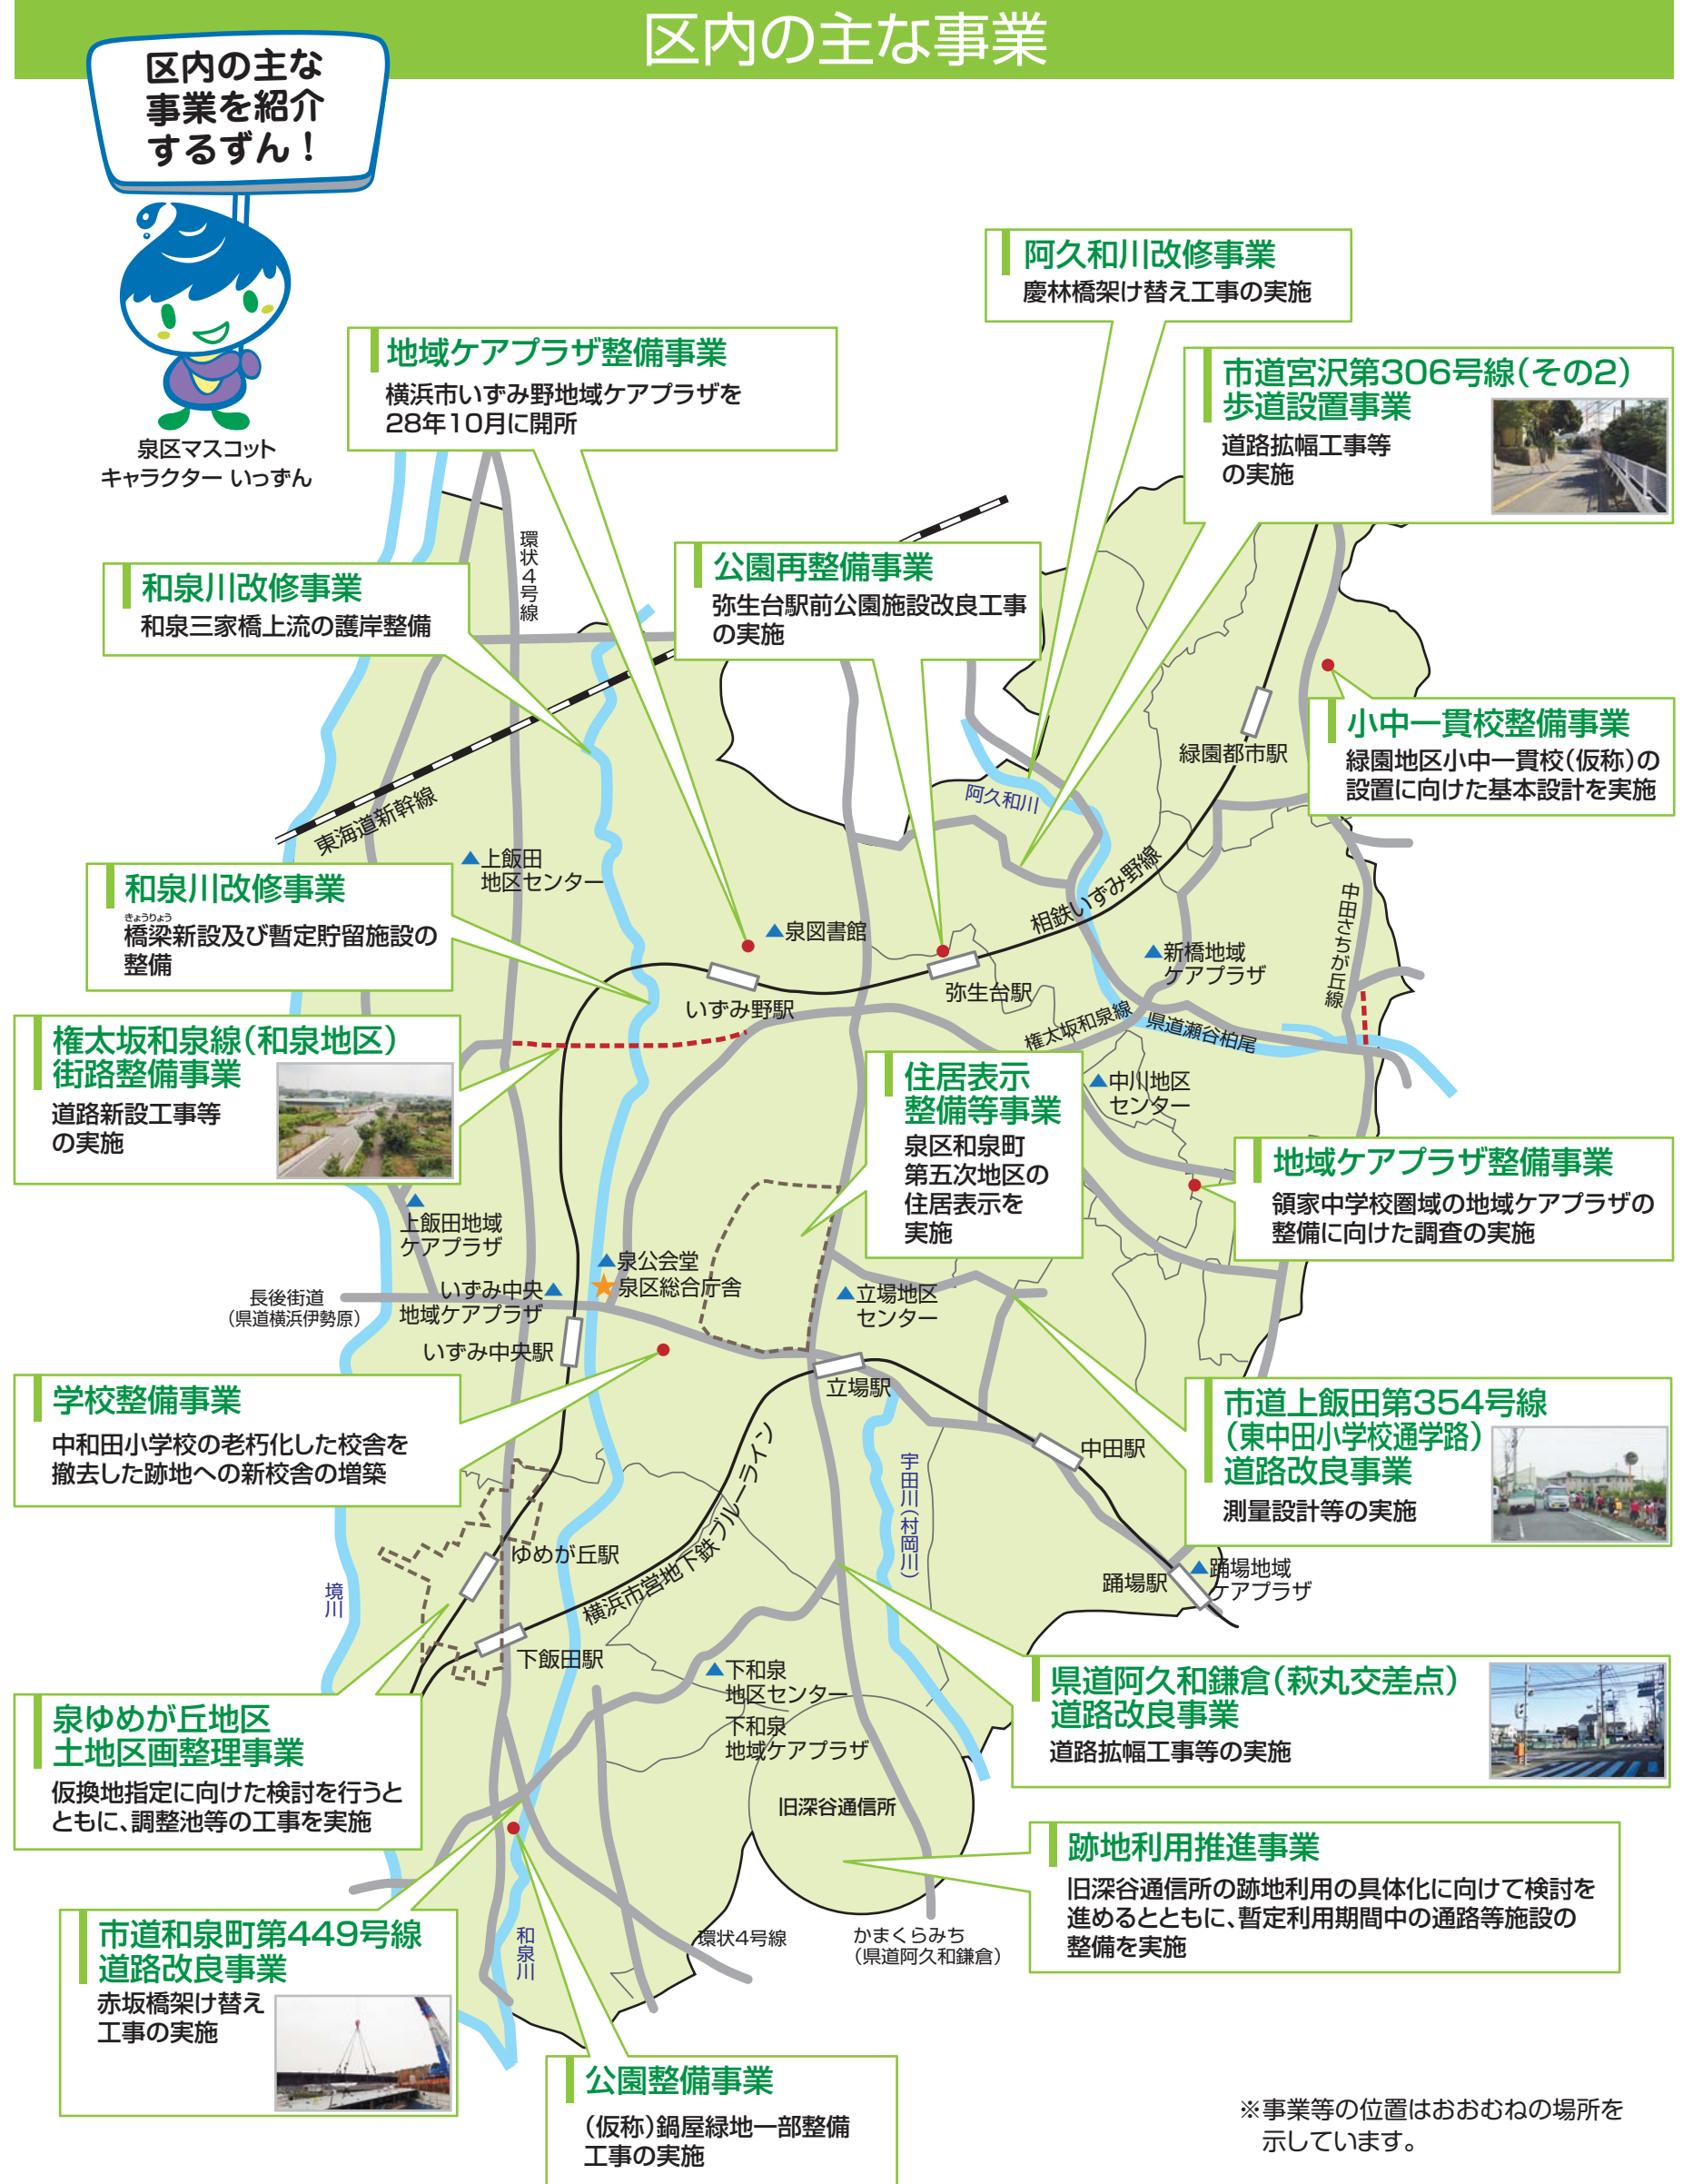 区内の主な事業
区内の主な
事業を紹介
するずん！
泉区マスコット
キャラクター いっずん
阿久和川改修事業
慶林橋架け替え工事の実施
地域ケアプラザ整備事業
横浜市いずみ野地域ケアプラザを
28年10月に開所
市道宮沢第306号線（その2）
歩道設置事業
道路拡幅工事等
の実施
環状4号線
和泉川改修事業
和泉三家橋上流の護岸整備
公園再整備事業
弥生台駅前公園施設改良工事
の実施
小中一貫校整備事業
緑園地区小中一貫校（仮称）の
設置に向けた基本設計を実施
緑園都市駅
阿久和川
東海道新幹線
上飯田
地区センター
相鉄いずみ野線
中田さちが丘線
和泉川改修事業
きょうりょう
橋梁新設及び暫定貯留施設の
整備
泉図書館
新橋地域
ケアプラザ
いずみ野駅
弥生台駅
権太坂和泉線
県道瀬谷柏尾
権太坂和泉線（和泉地区）
街路整備事業
道路新設工事等
の実施
住居表示
整備等事業
泉区和泉町
第五次地区の
住居表示を
実施
中川地区
センター
地域ケアプラザ整備事業
領家中学校圏域の地域ケアプラザの
整備に向けた調査の実施
上飯田地域
ケアプラザ
泉公会堂
泉区総合庁舎
いずみ中央
地域ケアプラザ
長後街道
（県道横浜伊勢原）
立場地区
センター
いずみ中央駅
立場駅
学校整備事業
中和田小学校の老朽化した校舎を
撤去した跡地への新校舎の増築
市道上飯田第354号線
（東中田小学校通学路）
道路改良事業
測量設計等の実施
中田駅
宇田川（村岡川）
横浜市営地下鉄ブルーライン
ゆめが丘駅
境川
踊場駅
踊場地域
ケアプラザ
下飯田駅
下和泉
地区センター
下和泉
地域ケアプラザ
県道阿久和鎌倉（萩丸交差点）
道路改良事業
道路拡幅工事等の実施
泉ゆめが丘地区
土地区画整理事業
仮換地指定に向けた検討を行うと
ともに、調整池等の工事を実施
旧深谷通信所
跡地利用推進事業
旧深谷通信所の跡地利用の具体化に向けて検討を
進めるとともに、暫定利用期間中の通路等施設の
整備を実施
市道和泉町第449号線
道路改良事業
赤坂橋架け替え
工事の実施
和泉川
環状4号線
かまくらみち
（県道阿久和鎌倉）
公園整備事業
（仮称）鍋屋緑地一部整備
工事の実施
※事業等の位置はおおむねの場所を
示しています。